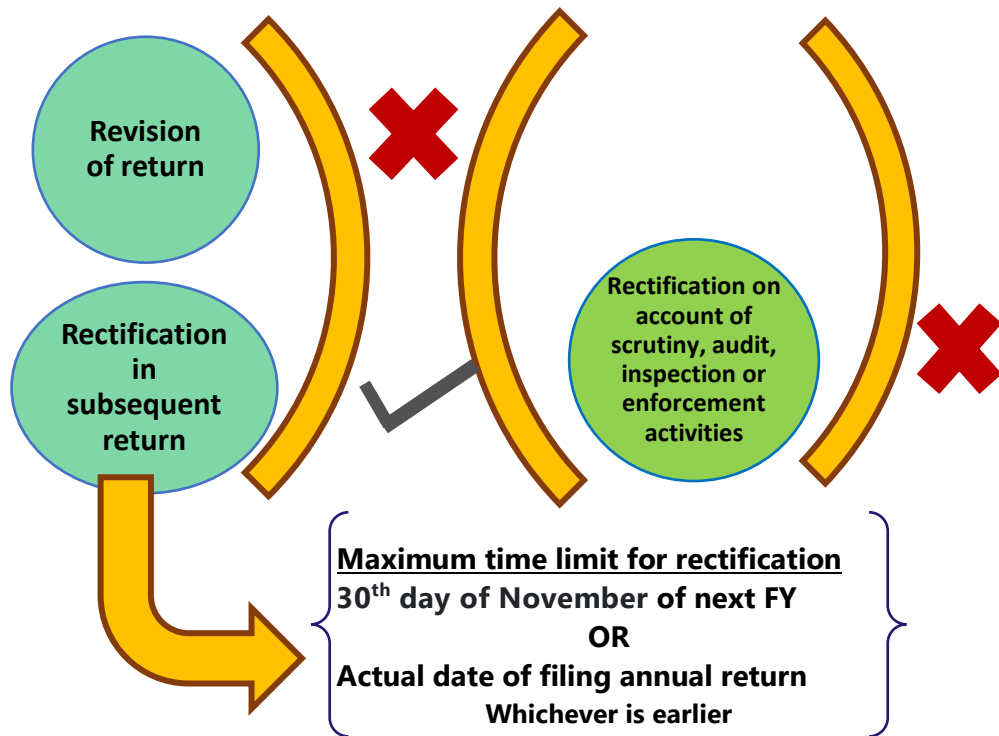 Revision
of return
Rectification
in
subsequent
return
Rectification on
account of
scrutiny, audit,
inspection or
enforcement
activities
Maximum time limit for rectification
30th day of November of next FY
OR
Actual date of filing annual return
Whichever is earlier